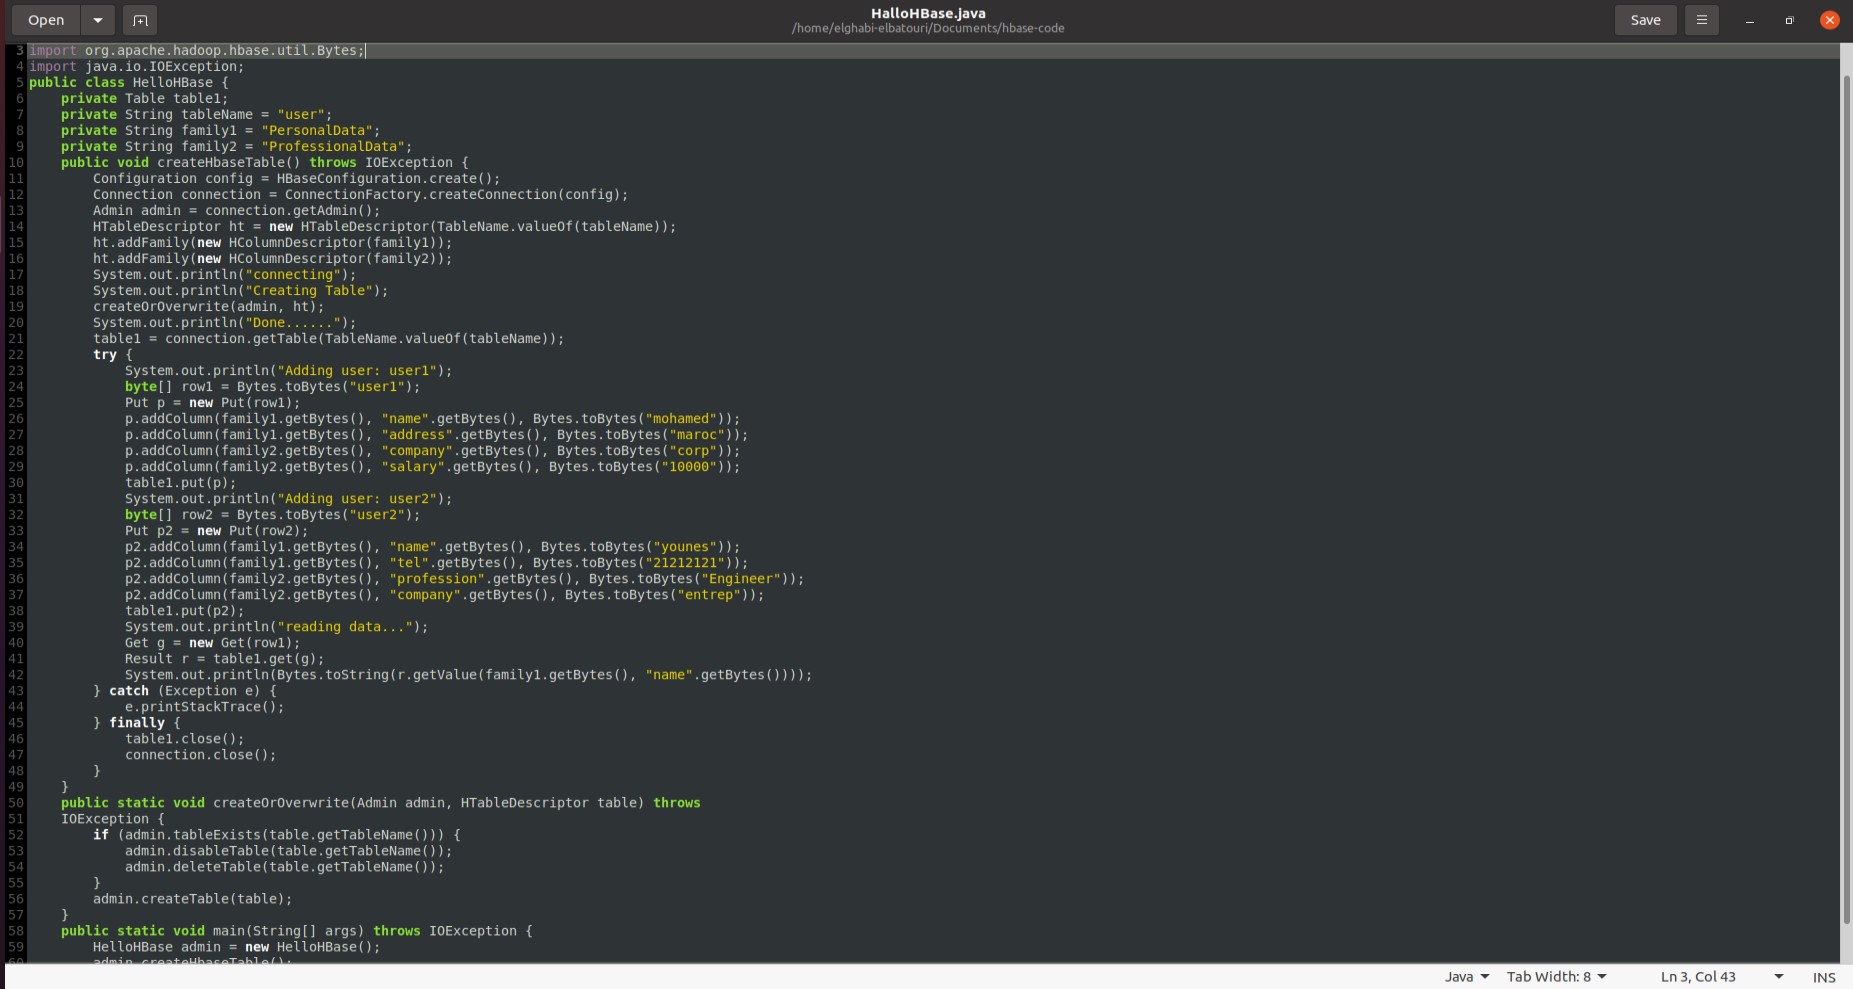 Open
HalloHBase.java
/home/elghabi-elbatouri/Documents/hbase-code
Save
3 import org.apache.hadoop.hbase.util.Bytes;
4 import java.io.IOException;
5 public class HelloHBase {
6     private Table table1;
7     private String tableName = "user";
8     private String family1 = "PersonalData";
9     private String family2 = "ProfessionalData";
10     public void createHbaseTable() throws IOException {
11         Configuration config = HBaseConfiguration.create();
12         Connection connection = ConnectionFactory.createConnection(config);
13         Admin admin = connection.getAdmin();
14         HTableDescriptor ht = new HTableDescriptor(TableName.valueOf(tableName));
15         ht.addFamily(new HColumnDescriptor(family1));
16         ht.addFamily(new HColumnDescriptor(family2));
17         System.out.println("connecting");
18         System.out.println("Creating Table");
19         createOrOverwrite(admin, ht);
20         System.out.println("Done......");
21         table1 = connection.getTable(TableName.valueOf(tableName));
22         try {
23             System.out.println("Adding user: user1");
24             byte[] row1 = Bytes.toBytes("user1");
25             Put p = new Put(row1);
26             p.addColumn(family1.getBytes(), "name".getBytes(), Bytes.toBytes("mohamed"));
27             p.addColumn(family1.getBytes(), "address".getBytes(), Bytes.toBytes("maroc"));
28             p.addColumn(family2.getBytes(), "company".getBytes(), Bytes.toBytes("corp"));
29             p.addColumn(family2.getBytes(), "salary".getBytes(), Bytes.toBytes("10000"));
30             table1.put(p);
31             System.out.println("Adding user: user2");
32             byte[] row2 = Bytes.toBytes("user2");
33             Put p2 = new Put(row2);
34             p2.addColumn(family1.getBytes(), "name".getBytes(), Bytes.toBytes("younes"));
35             p2.addColumn(family1.getBytes(), "tel".getBytes(), Bytes.toBytes("21212121"));
36             p2.addColumn(family2.getBytes(), "profession".getBytes(), Bytes.toBytes("Engineer"));
37             p2.addColumn(family2.getBytes(), "company".getBytes(), Bytes.toBytes("entrep"));
38             table1.put(p2);
39             System.out.println("reading data...");
40             Get g = new Get(row1);
41             Result r = table1.get(g);
42             System.out.println(Bytes.toString(r.getValue(family1.getBytes(), "name".getBytes())));
43         } catch (Exception e) {
44             e.printStackTrace();
45         } finally {
46             table1.close();
47             connection.close();
48         }
49     }
50     public static void createOrOverwrite(Admin admin, HTableDescriptor table) throws
51     IOException {
52         if (admin.tableExists(table.getTableName())) {
53             admin.disableTable(table.getTableName());
54             admin.deleteTable(table.getTableName());
55         }
56         admin.createTable(table);
57     }
58     public static void main(String[] args) throws IOException {
59         HelloHBase admin = new HelloHBase();
60         admin.createHbaseTable();
Java Tab Width: 8 Ln 3, Col 43 INS